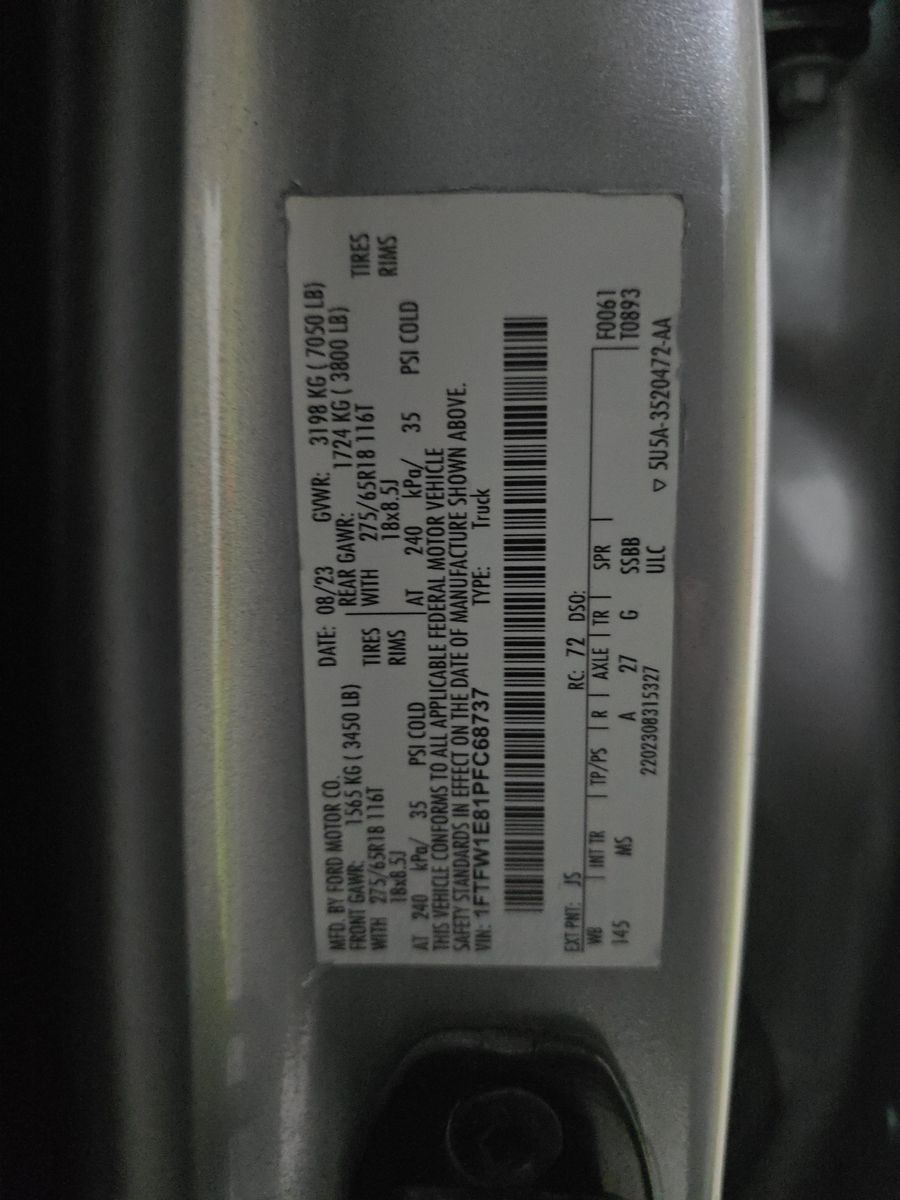 MFD. BY FORD MOTOR CO. DATE: 08/23 GVWR: 3198 KG ( 7050 LB)
FRONT GAWR: 1565 KG ( 3450 LB) REAR GAWR: 1724 KG ( 3800 LB)
WITH 275/65R18 116T TIRES WITH 275/65R18 116T TIRES
18x8.5J RIMS 18x8.5J RIMS
AT 240 kPa/ 35 PSI COLD AT 240 kPa/ 35 PSI COLD
THIS VEHICLE CONFORMS TO ALL APPLICABLE FEDERAL MOTOR VEHICLE
SAFETY STANDARDS IN EFFECT ON THE DATE OF MANUFACTURE SHOWN ABOVE.
VIN: 1FTFW1E81PFC68737 TYPE: Truck
EXT PNT: JS RC: 72 DSO:
WB | INT TR | TP/PS | R | AXLE | TR | SPR | F0061
145 MS A 27 G SSBB T0893
2202308315327 ULC ▽ 5U5A-3520472-AA